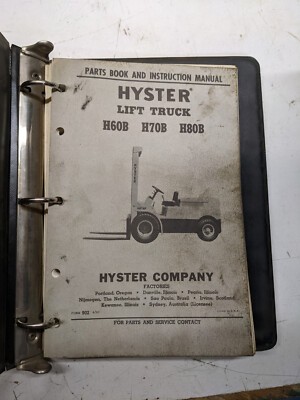 PARTS BOOK AND INSTRUCTION MANUAL
HYSTER®
LIFT TRUCK
H60B H70B H80B
HYSTER COMPANY
FACTORIES
Portland, Oregon • Danville, Illinois • Peoria, Illinois
Nijmegen, The Netherlands • Sao Paulo, Brazil • Irvine, Scotland
Kewanee, Illinois • Sydney, Australia (Licensee)
FORM 902
FOR PARTS AND SERVICE CONTACT